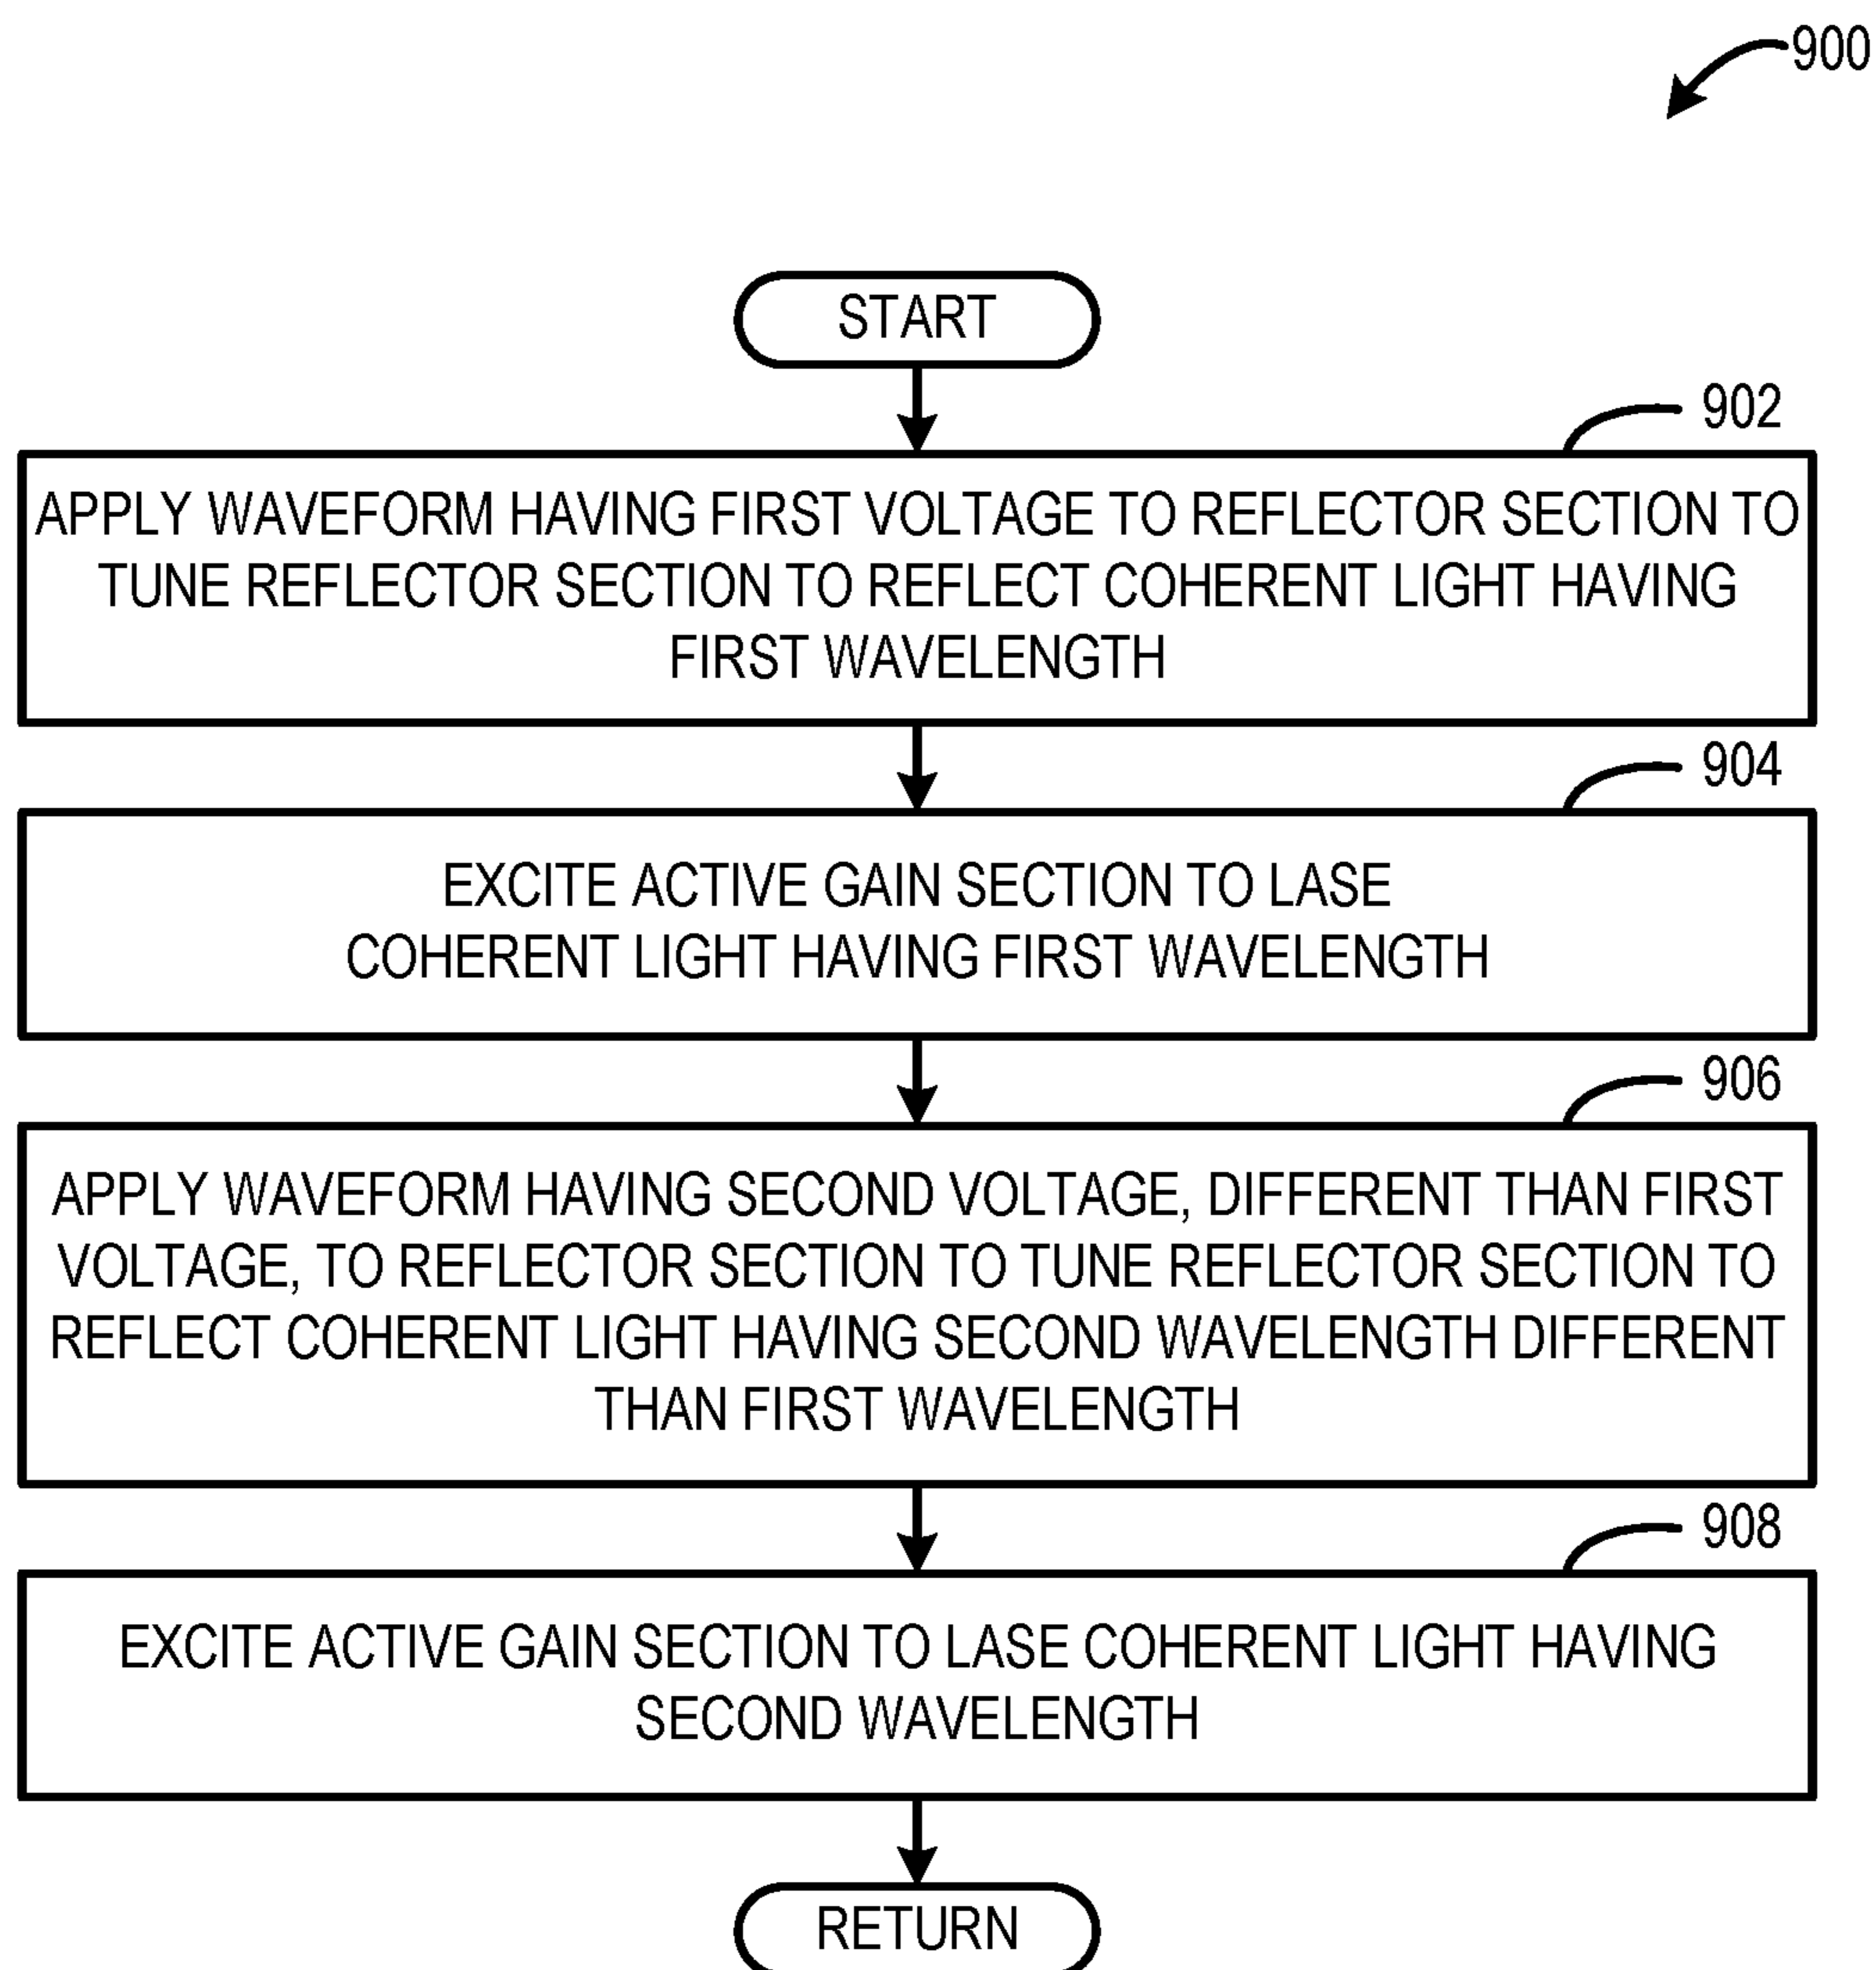 900
START
902
APPLY WAVEFORM HAVING FIRST VOLTAGE TO REFLECTOR SECTION TO
TUNE REFLECTOR SECTION TO REFLECT COHERENT LIGHT HAVING
FIRST WAVELENGTH
904
EXCITE ACTIVE GAIN SECTION TO LASE
COHERENT LIGHT HAVING FIRST WAVELENGTH
906
APPLY WAVEFORM HAVING SECOND VOLTAGE, DIFFERENT THAN FIRST
VOLTAGE, TO REFLECTOR SECTION TO TUNE REFLECTOR SECTION TO
REFLECT COHERENT LIGHT HAVING SECOND WAVELENGTH DIFFERENT
THAN FIRST WAVELENGTH
908
EXCITE ACTIVE GAIN SECTION TO LASE COHERENT LIGHT HAVING
SECOND WAVELENGTH
RETURN